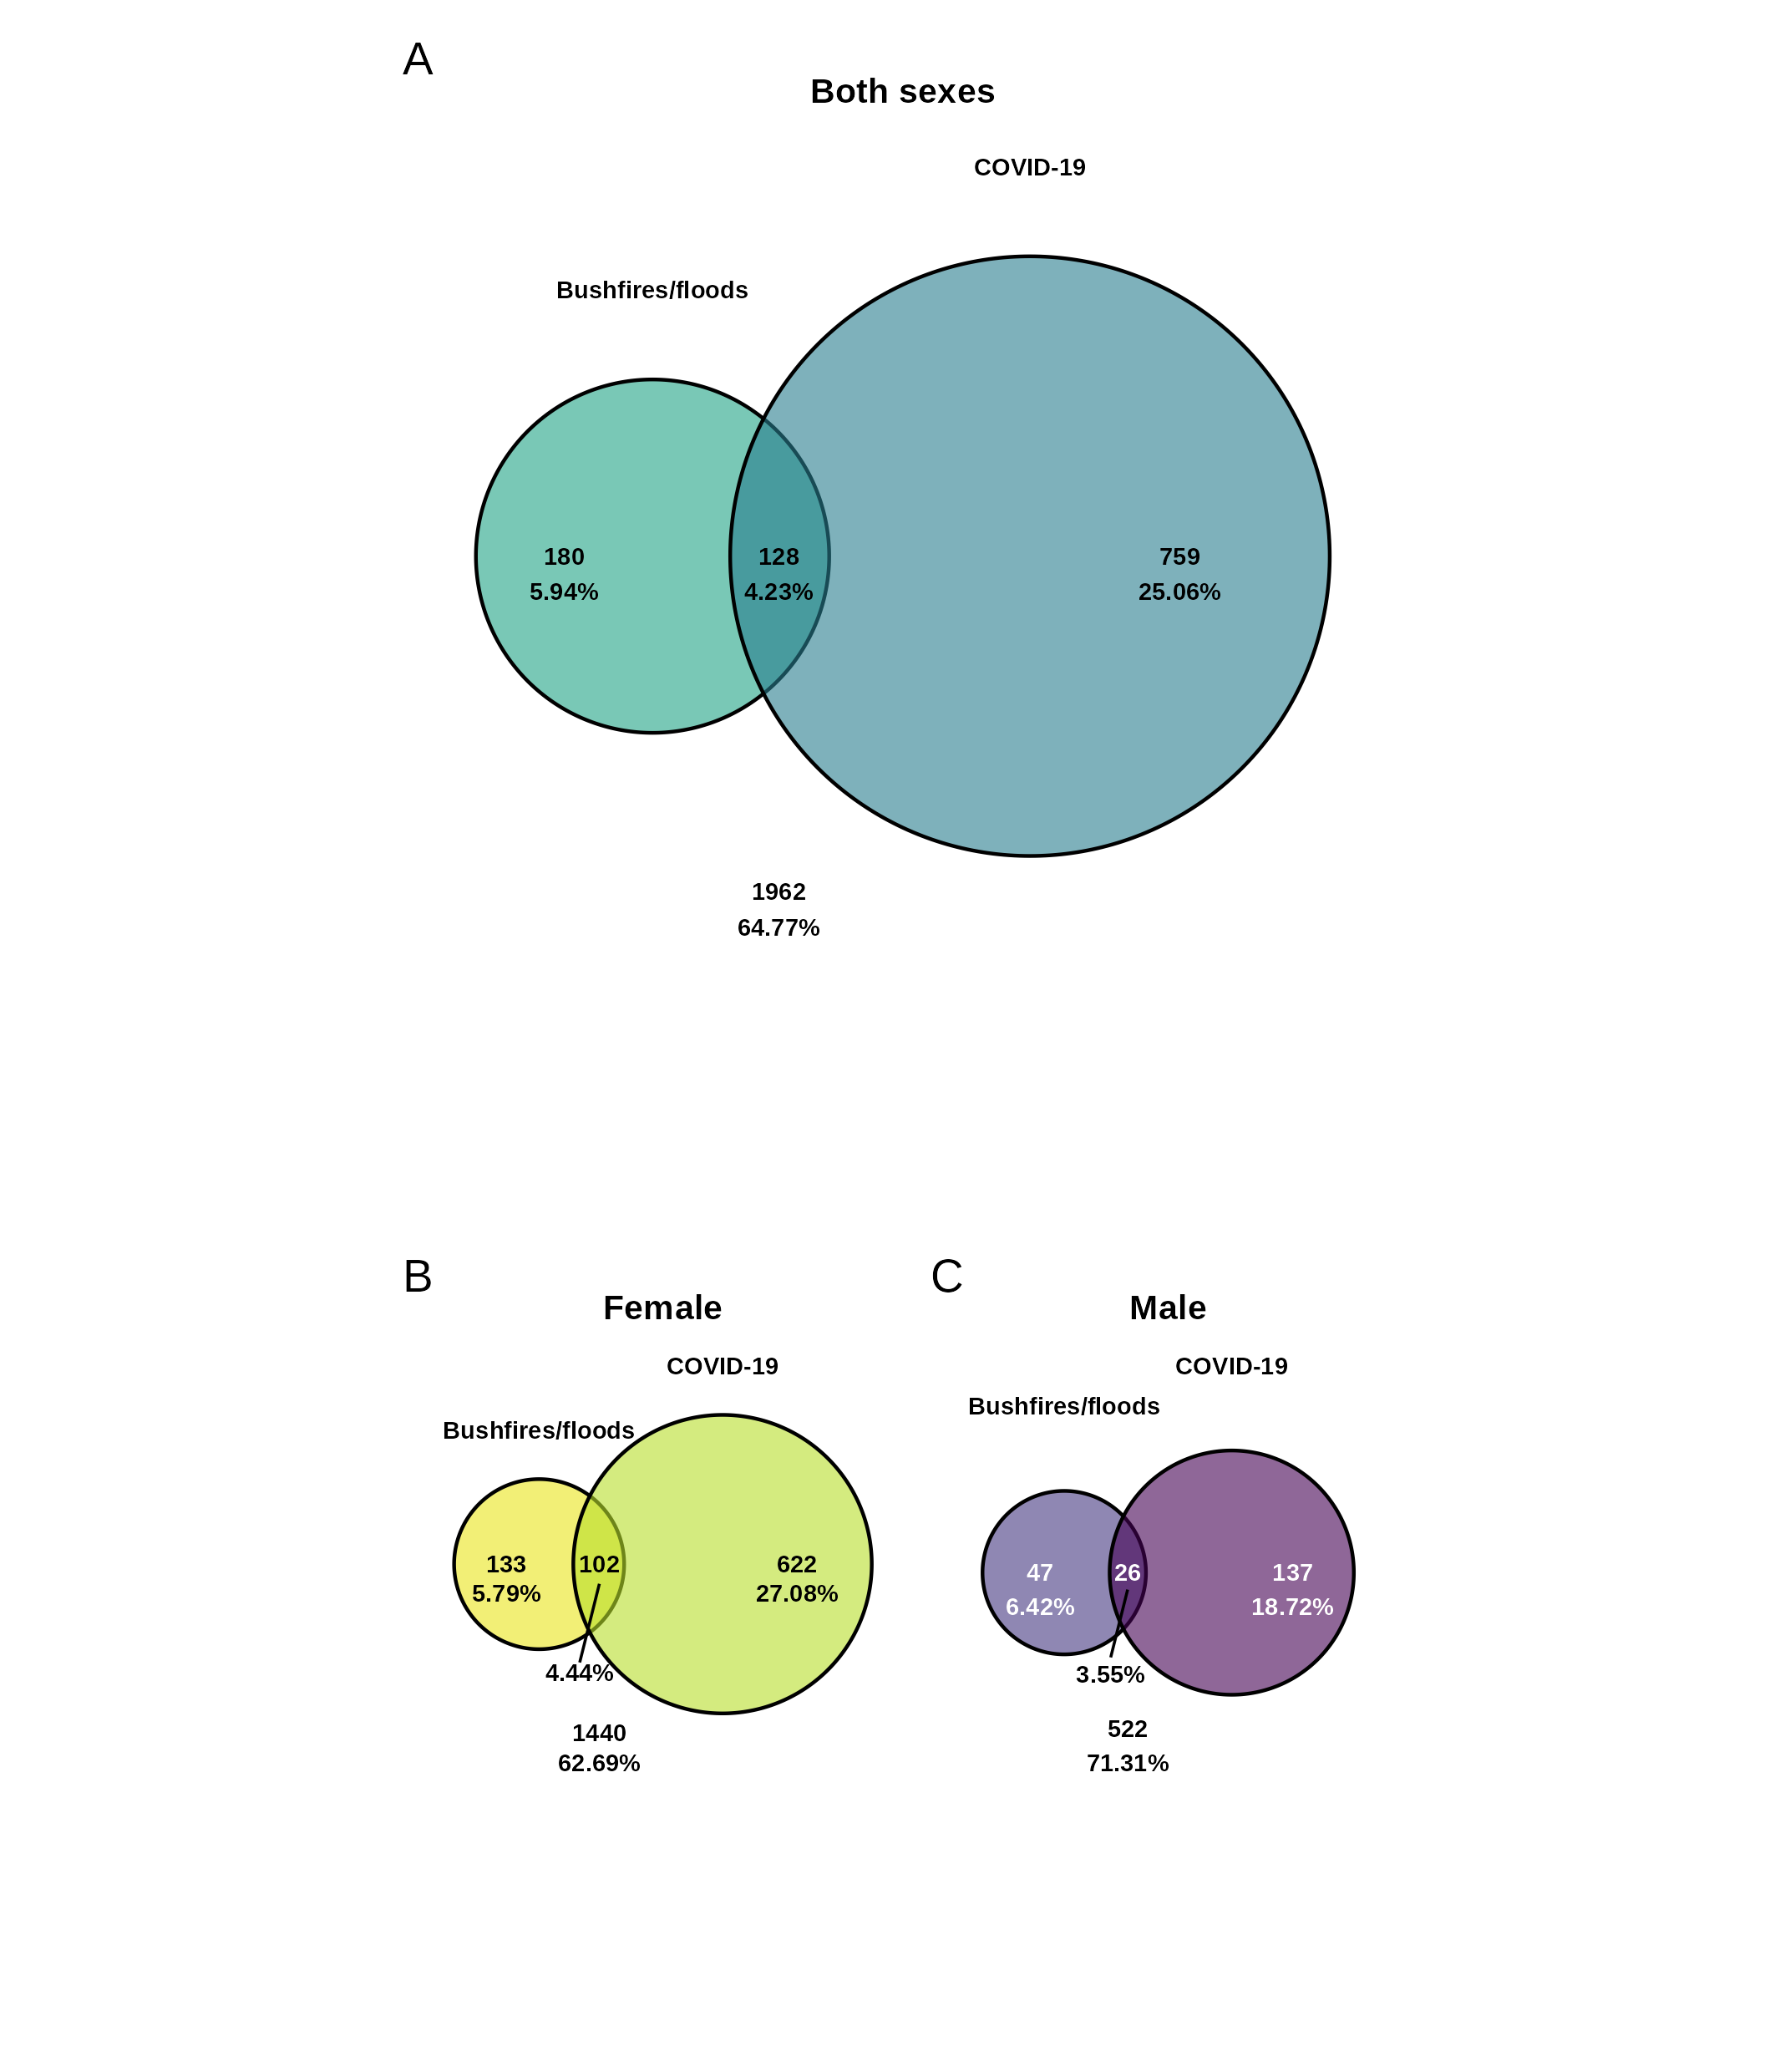 A
Both sexes
COVID-19
Bushfires/floods
180
5.94%
128
4.23%
759
25.06%
1962
64.77%
B
Female
COVID-19
Bushfires/floods
133
5.79%
102
622
27.08%
4.44%
1440
62.69%
C
Male
COVID-19
Bushfires/floods
47
6.42%
26
137
18.72%
3.55%
522
71.31%